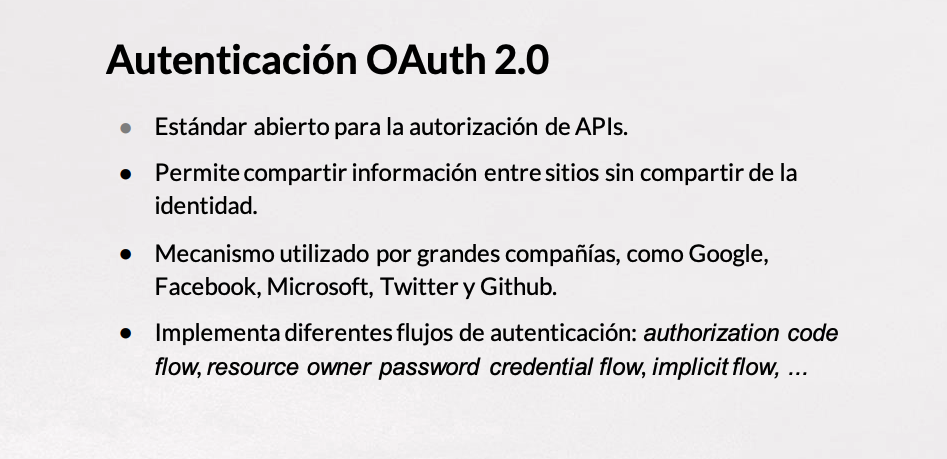 Autenticación OAuth 2.0
● Estándar abierto para la autorización de APIs.
● Permite compartir información entre sitios sin compartir de la
identidad.
● Mecanismo utilizado por grandes compañías, como Google,
Facebook, Microsoft, Twitter y Github.
● Implementa diferentes flujos de autenticación: authorization code
flow, resource owner password credential flow, implicit flow, ...